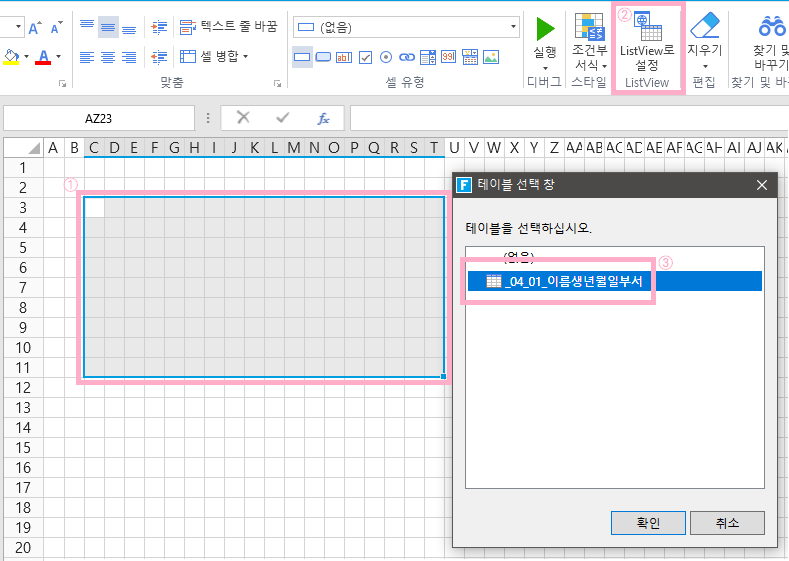 A A 텍스트 줄 바꿈 (없음)
②
A 셀 병합 ab 99
실행 조건부 서식 ListView로 설정 지우기 찾기 및 바꾸기
맞춤 셀 유형 디버그 스타일 ListView 편집 찾기 및 바
AZ23 fx
A B C D E F G H I J K L M N O P Q R S T U V W X Y Z AA AB AC AD AE AF AG AH AI AJ AK
1
2
①
3
4
5
6
7
8
9
10
11
12
13
14
15
16
17
18
19
20
F 테이블 선택 창
테이블을 선택하십시오.
(없음)
③
_04_01_이름생년월일부서
확인 취소